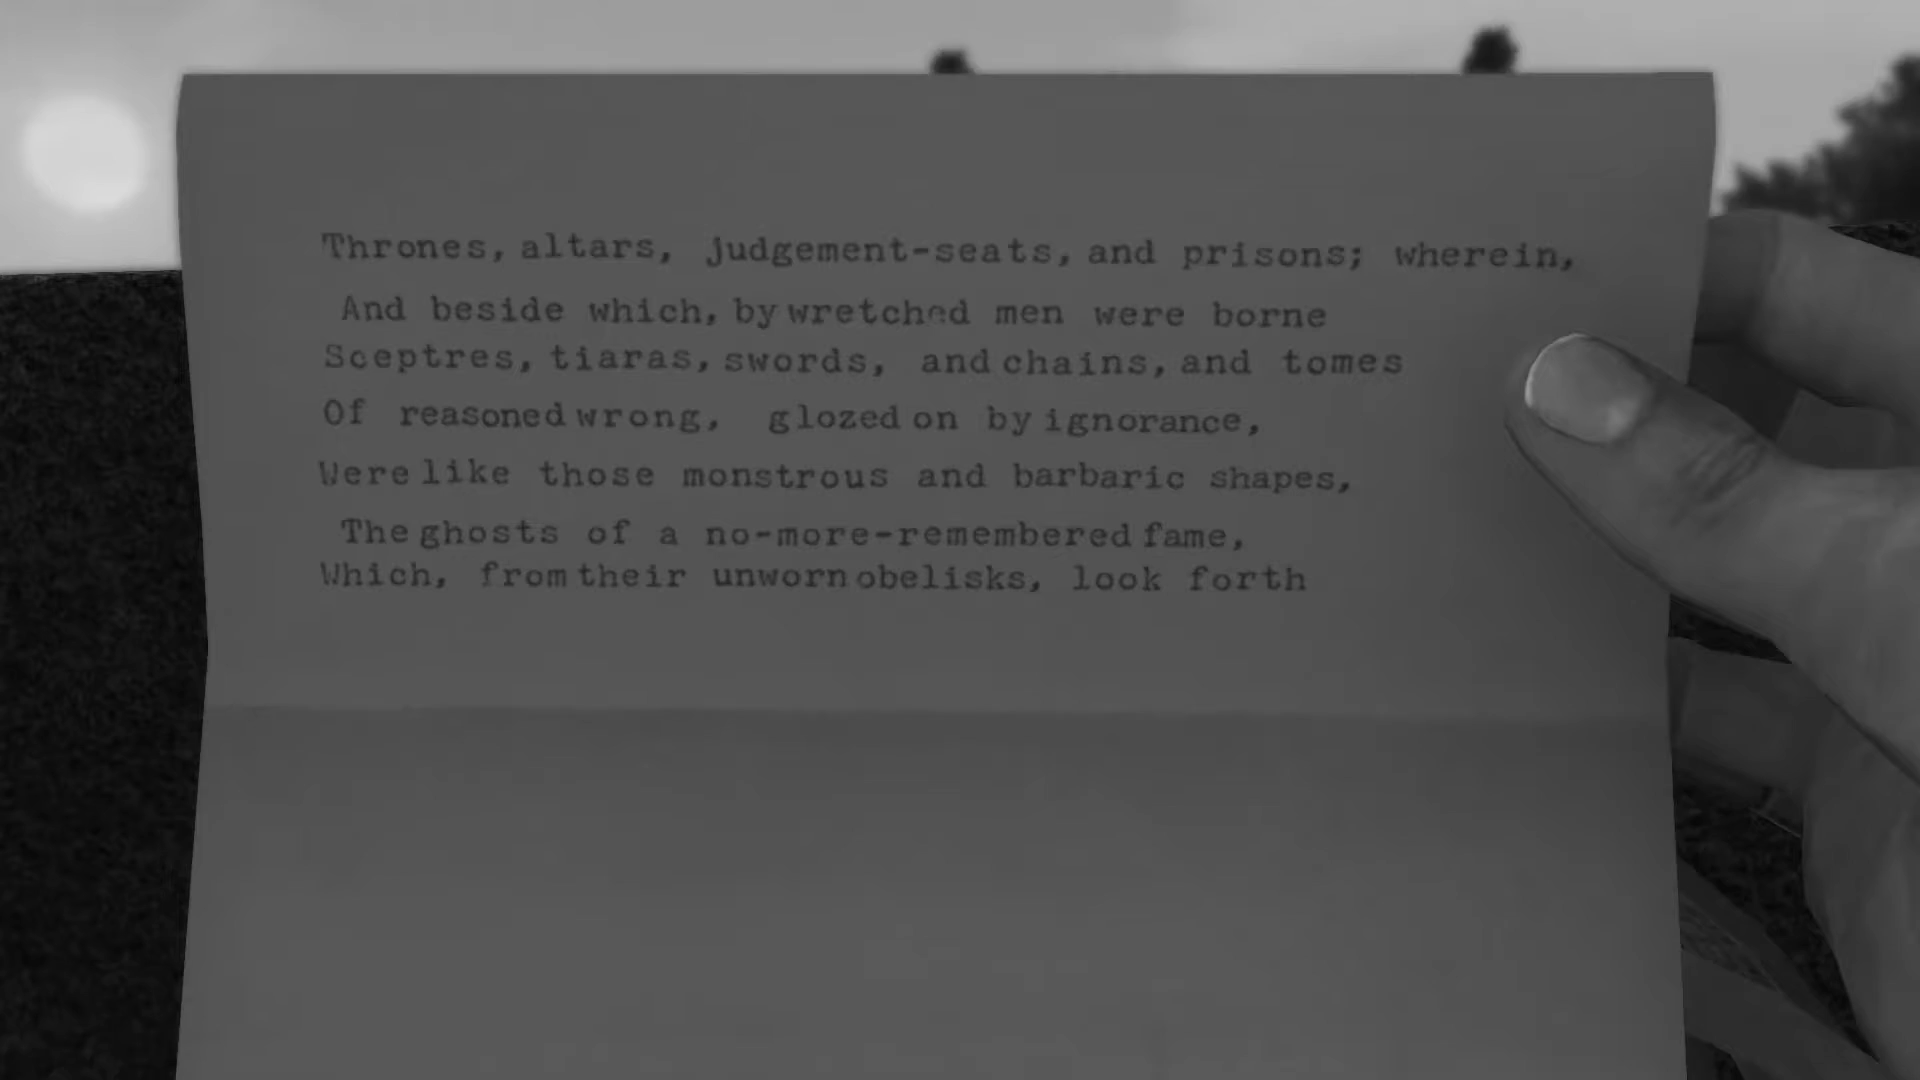 Thrones, altars, judgement-seats, and prisons; wherein,
And beside which, by wretched men were borne
Sceptres, tiaras, swords, and chains, and tomes
Of reasoned wrong, glozed on by ignorance,
Were like those monstrous and barbaric shapes,
The ghosts of a no-more-remembered fame,
Which, from their unworn obelisks, look forth